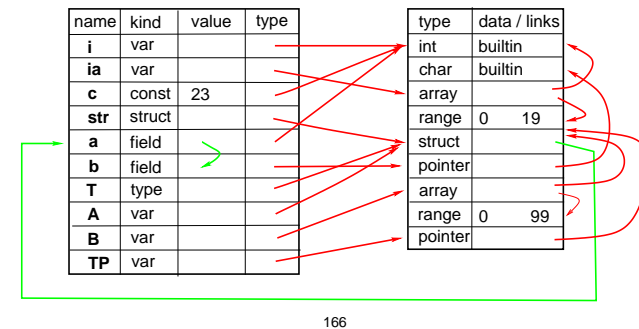 name kind value type
i var
ia var
c const 23
str struct
a field
b field
T type
A var
B var
TP var
type data / links
int builtin
char builtin
array
range 0 19
struct
pointer
array
range 0 99
pointer
166